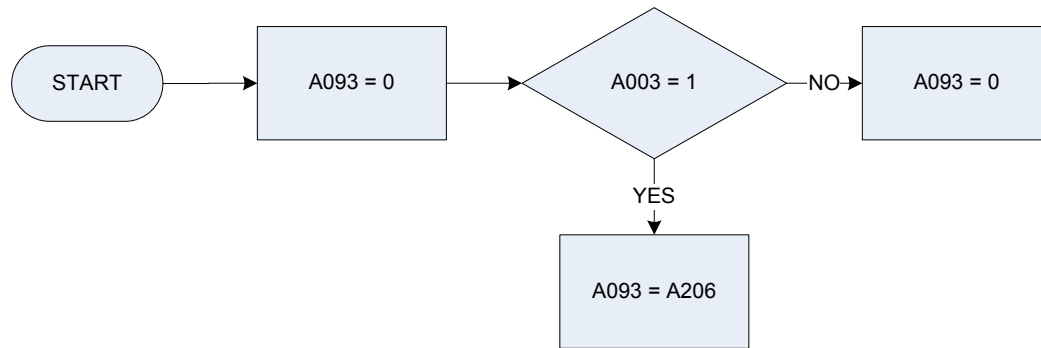 START
A093 = 0
A003 = 1
NO
A093 = 0
YES
A093 = A206